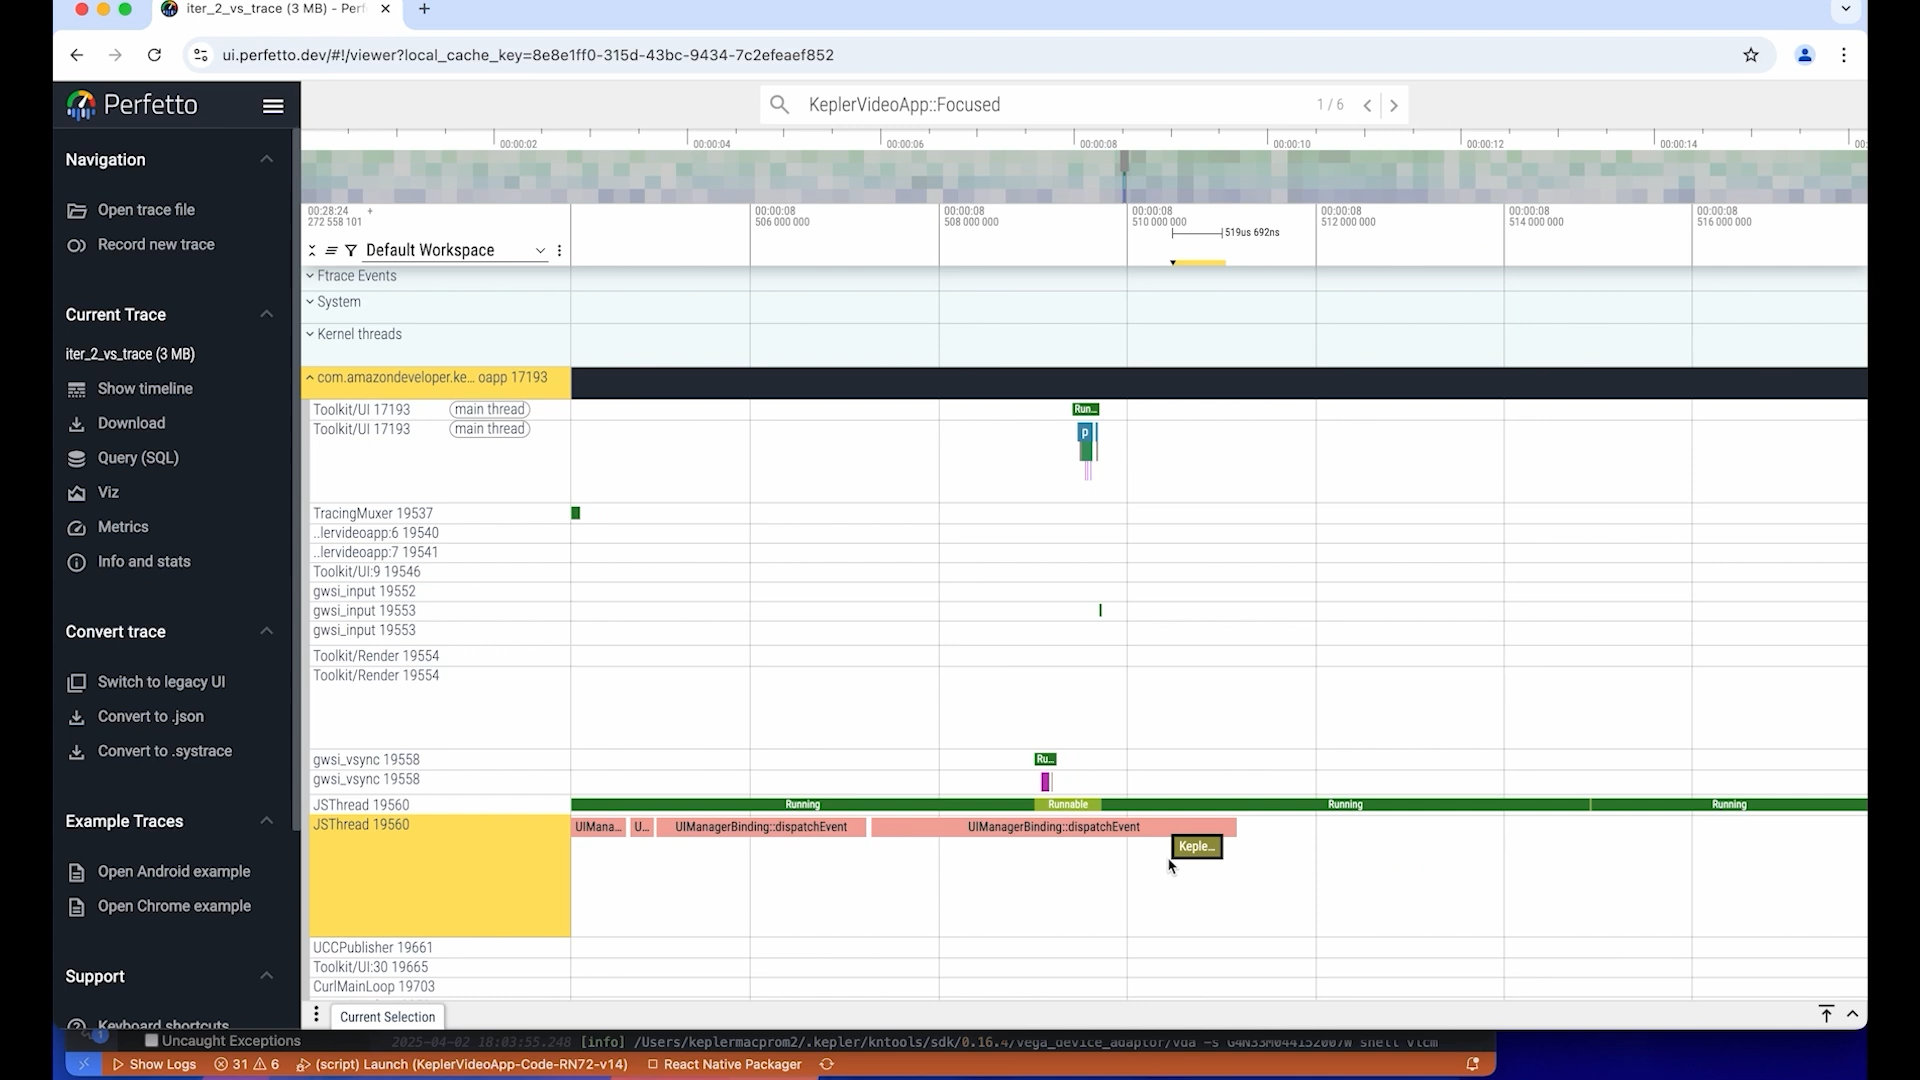 iter_2_vs_trace (3 MB) - Perf
ui.perfetto.dev/#!/viewer?local_cache_key=8e8e1ff0-315d-43bc-9434-7c2efeaef852
Perfetto
KeplerVideoApp::Focused
1 / 6
Navigation
Open trace file
Record new trace
Current Trace
iter_2_vs_trace (3 MB)
Show timeline
Download
Query (SQL)
Viz
Metrics
Info and stats
Convert trace
Switch to legacy UI
Convert to .json
Convert to .systrace
Example Traces
Open Android example
Open Chrome example
Support
Keyboard shortcuts
00:00:02
00:00:04
00:00:06
00:00:08
00:00:10
00:00:12
00:00:14
00:
00:28:24 +
272 558 101
00:00:08
506 000 000
00:00:08
508 000 000
00:00:08
510 000 000
00:00:08
512 000 000
00:00:08
514 000 000
00:00:08
516 000 000
519us 692ns
Default Workspace
Ftrace Events
System
Kernel threads
com.amazondeveloper.ke... oapp 17193
Toolkit/UI 17193 main thread
Run...
Toolkit/UI 17193 main thread
p
TracingMuxer 19537
..lervideoapp:6 19540
..lervideoapp:7 19541
Toolkit/UI:9 19546
gwsi_input 19552
gwsi_input 19553
gwsi_input 19553
Toolkit/Render 19554
Toolkit/Render 19554
gwsi_vsync 19558
Ru...
gwsi_vsync 19558
JSThread 19560
Running
Runnable
Running
Running
JSThread 19560
UIMana...
U...
UIManagerBinding::dispatchEvent
UIManagerBinding::dispatchEvent
Keple...
UCCPublisher 19661
Toolkit/UI:30 19665
CurlMainLoop 19703
Current Selection
1
Uncaught Exceptions
2025-04-02 18:03:55.248 [info] /Users/keplermacprom2/.kepler/kntools/sdk/0.16.4/vega_device_adaptor/vda -s G4N33M044152007W shell vlcm
Show Logs
31
6
(script) Launch (KeplerVideoApp-Code-RN72-v14)
React Native Packager